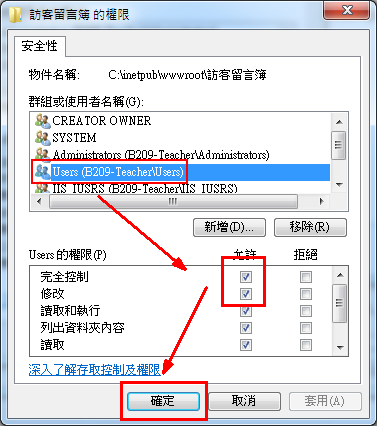 訪客留言簿 的權限
安全性
物件名稱: C:\inetpub\wwwroot\訪客留言簿
群組或使用者名稱(G):
CREATOR OWNER
SYSTEM
Administrators (B209-Teacher\Administrators)
Users (B209-Teacher\Users)
IIS_IUSRS (B209-Teacher\IIS_IUSRS)
新增(D)... 移除(R)
Users 的權限(P) 允許 拒絕
完全控制
修改
讀取和執行
列出資料夾內容
讀取
深入了解存取控制及權限
確定 取消 套用(A)